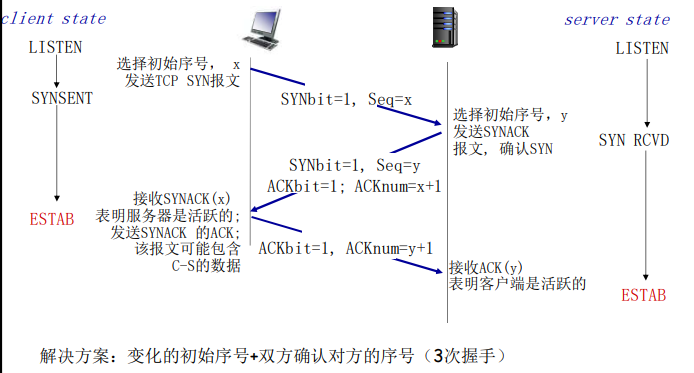 client state
server state
LISTEN
LISTEN
选择初始序号, x
发送TCP SYN报文
SYNSENT
SYNbit=1, Seq=x
选择初始序号,y
发送SYNACK
报文, 确认SYN
SYN RCVD
SYNbit=1, Seq=y
ACKbit=1; ACKnum=x+1
接收SYNACK(x)
表明服务器是活跃的;
发送SYNACK 的ACK;
该报文可能包含
C-S的数据
ESTAB
ACKbit=1, ACKnum=y+1
接收ACK(y)
表明客户端是活跃的
ESTAB
解决方案：变化的初始序号+双方确认对方的序号（3次握手）